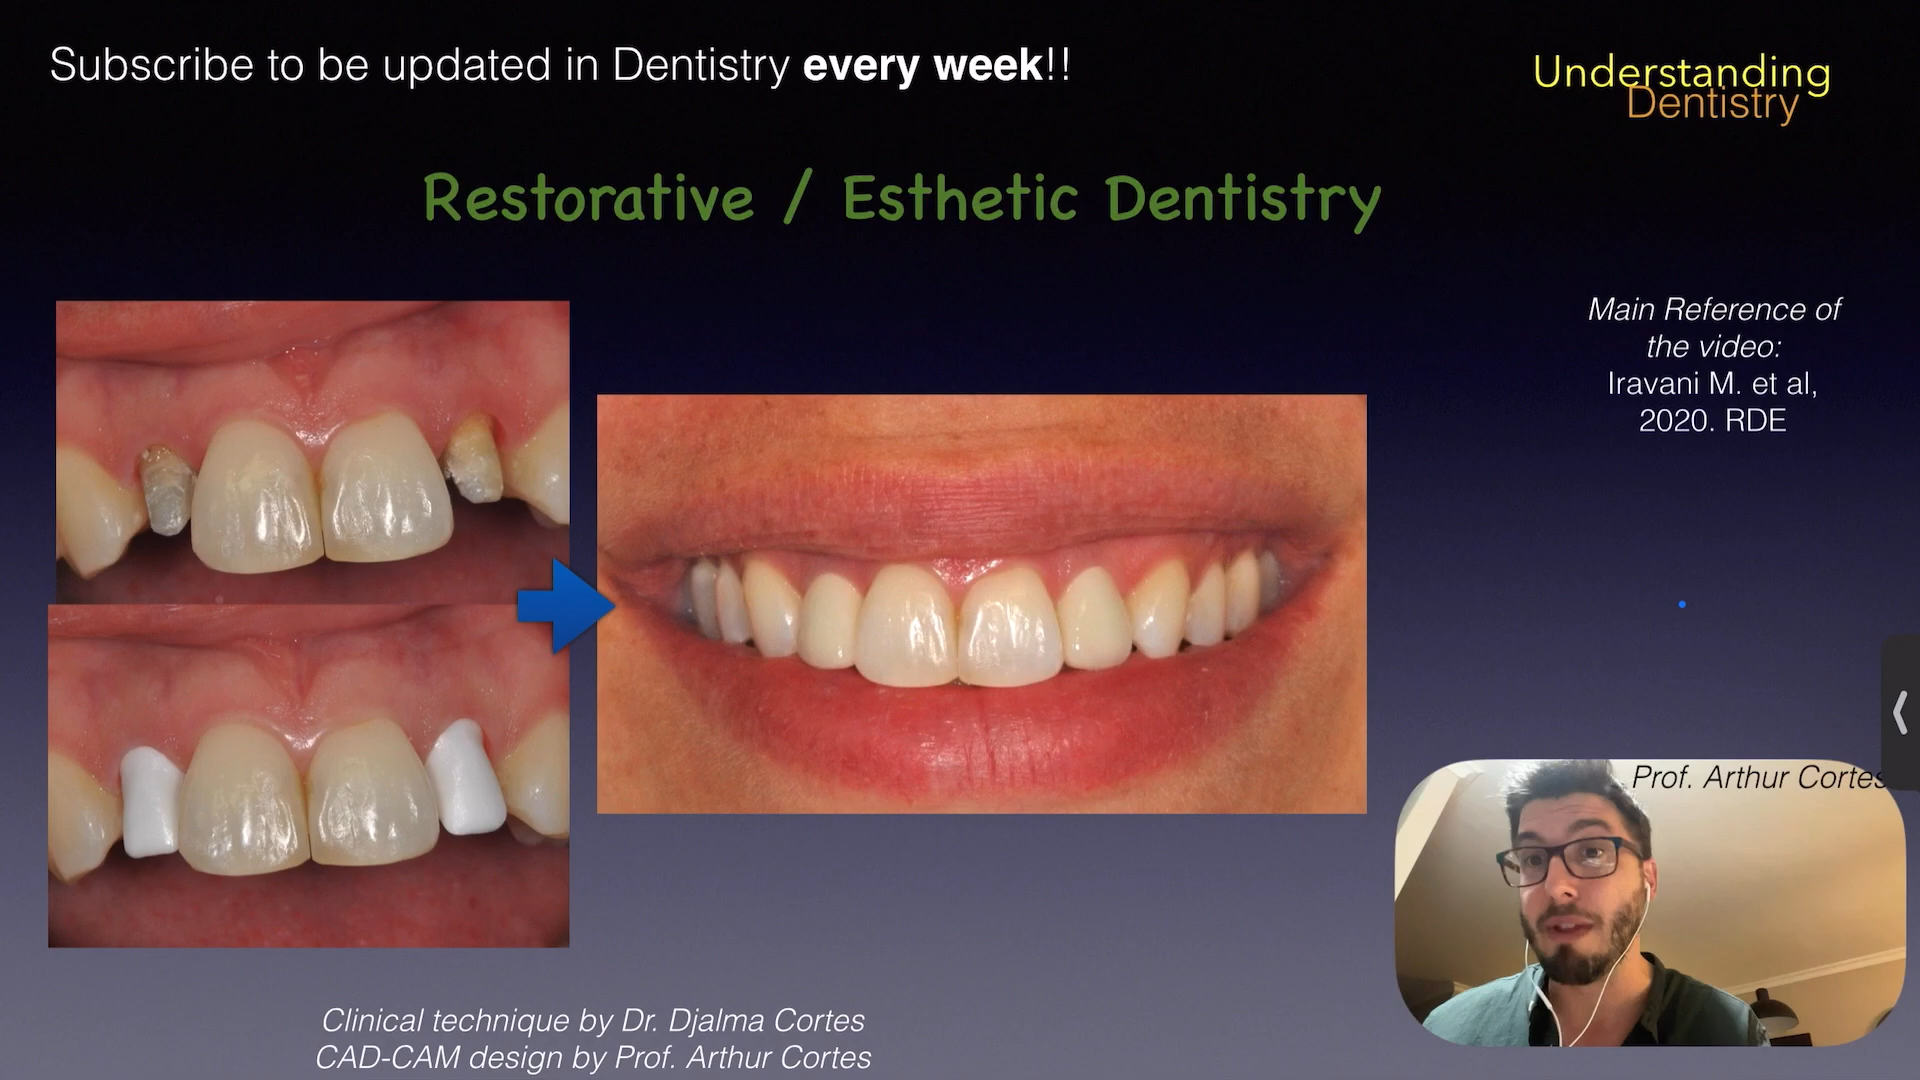 Subscribe to be updated in Dentistry every week!!
Understanding
Dentistry
Restorative / Esthetic Dentistry
Main Reference of
the video:
Iravani M. et al,
2020. RDE
Prof. Arthur Cortes
Clinical technique by Dr. Djalma Cortes
CAD-CAM design by Prof. Arthur Cortes